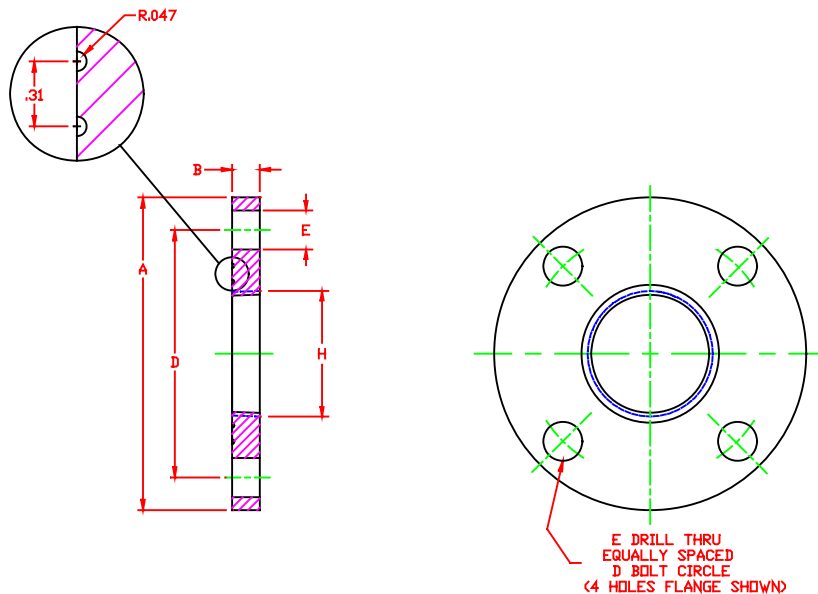 R.047
.31
B
E
A
D
H
E DRILL THRU
EQUALLY SPACED
D BOLT CIRCLE
(4 HOLES FLANGE SHOWN)